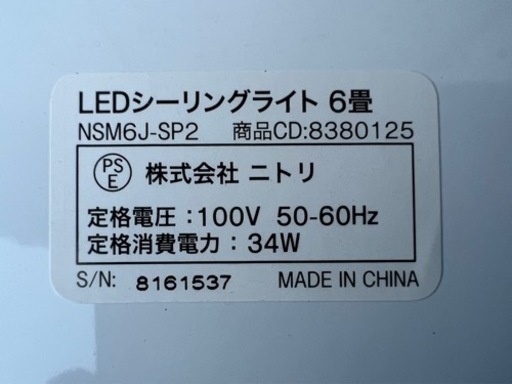 LEDシーリングライト 6畳
NSM6J-SP2 商品CD:8380125
PSE 株式会社 ニトリ
定格電圧:100V 50-60Hz
定格消費電力:34W
S/N: 8161537 MADE IN CHINA